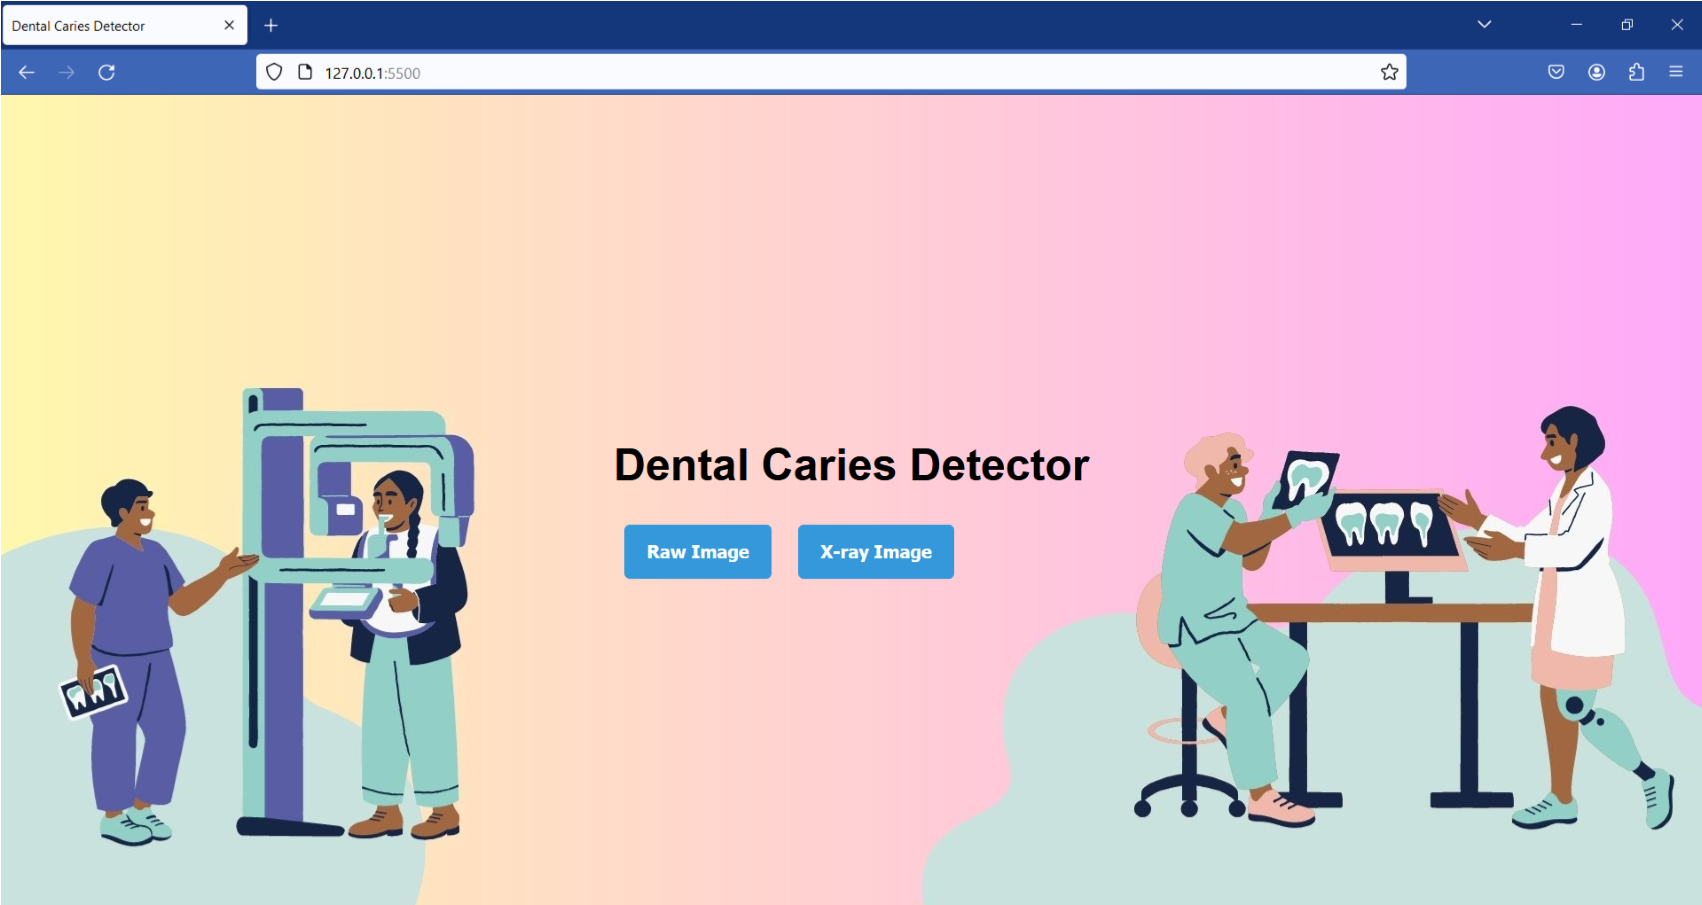 Dental Caries Detector
127.0.0.1:5500
Dental Caries Detector
Raw Image
X-ray Image